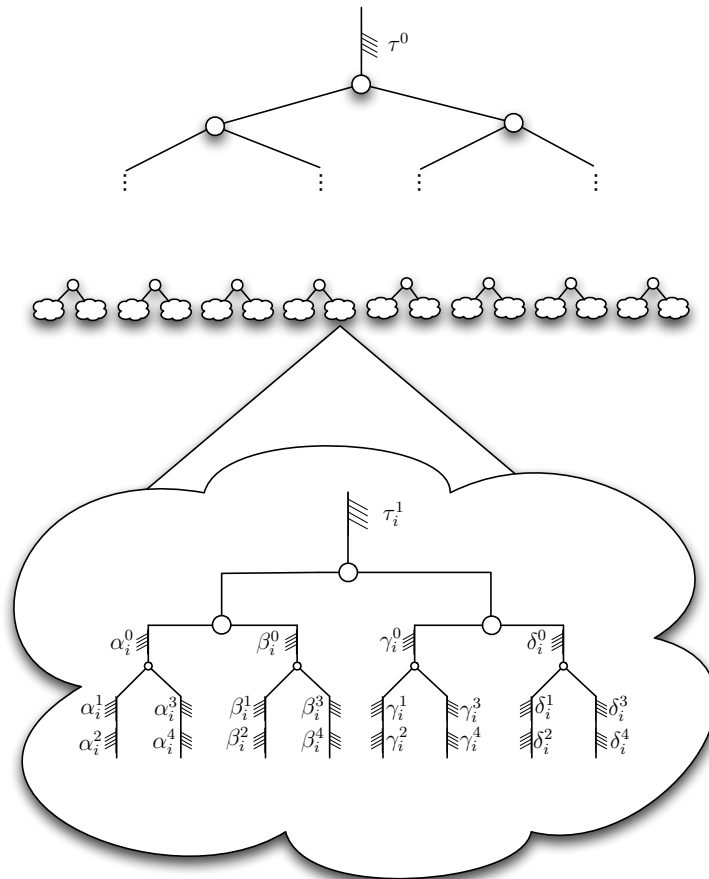 τ^0
τ_i^1
α_i^0 β_i^0 γ_i^0 δ_i^0
α_i^1 α_i^3 β_i^1 β_i^3 γ_i^1 γ_i^3 δ_i^1 δ_i^3
α_i^2 α_i^4 β_i^2 β_i^4 γ_i^2 γ_i^4 δ_i^2 δ_i^4